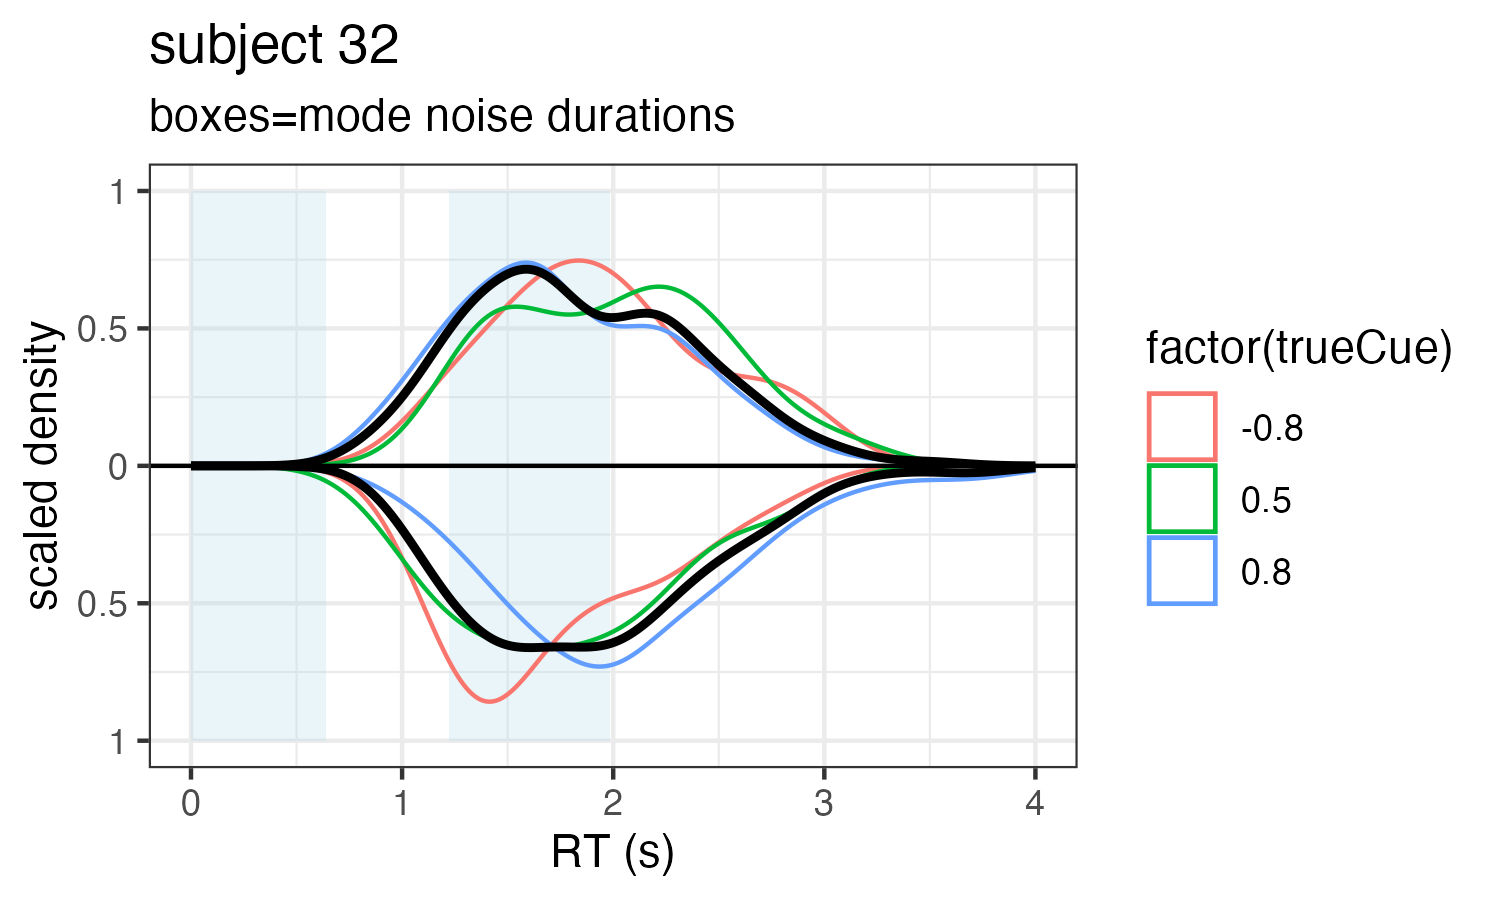 subject 32
boxes=mode noise durations
scaled density
1
0.5
0
0.5
1
0 1 2 3 4
RT (s)
factor(trueCue)
-0.8
0.5
0.8